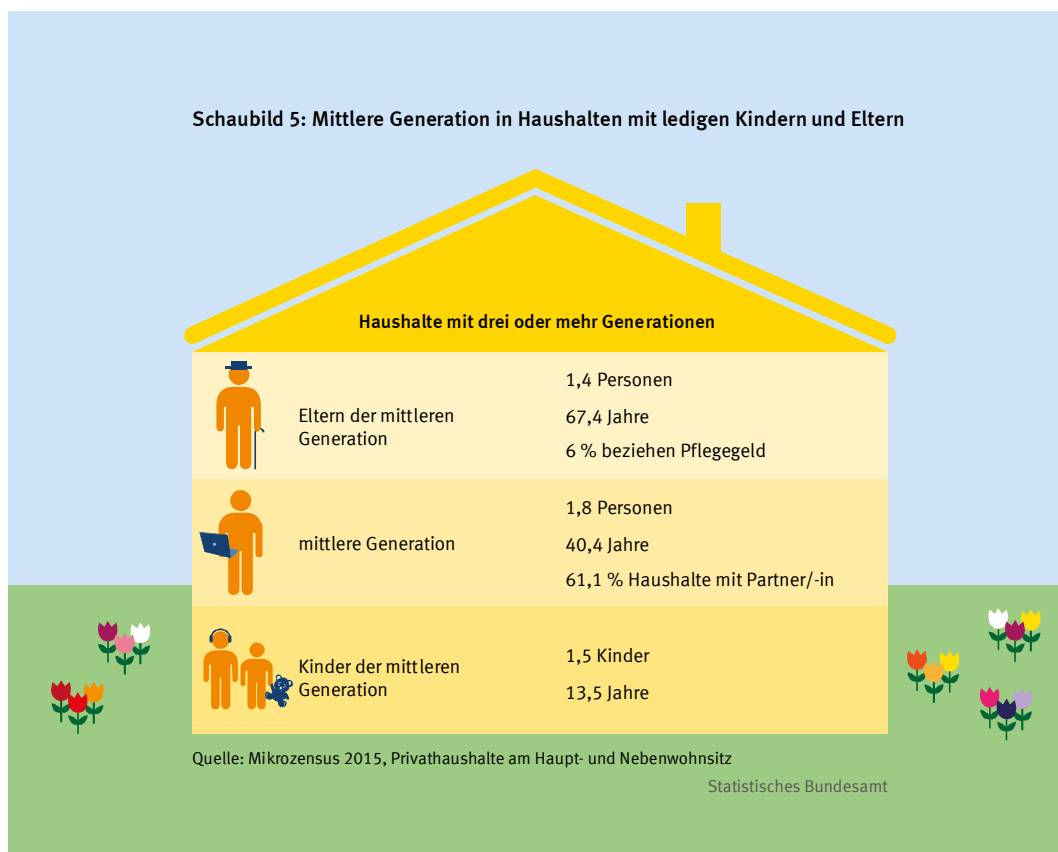 Schaubild 5: Mittlere Generation in Haushalten mit ledigen Kindern und Eltern
Haushalte mit drei oder mehr Generationen
Eltern der mittleren
Generation
1,4 Personen
67,4 Jahre
6 % beziehen Pflegegeld
mittlere Generation
1,8 Personen
40,4 Jahre
61,1 % Haushalte mit Partner/-in
Kinder der mittleren
Generation
1,5 Kinder
13,5 Jahre
Quelle: Mikrozensus 2015, Privathaushalte am Haupt- und Nebenwohnsitz
Statistisches Bundesamt